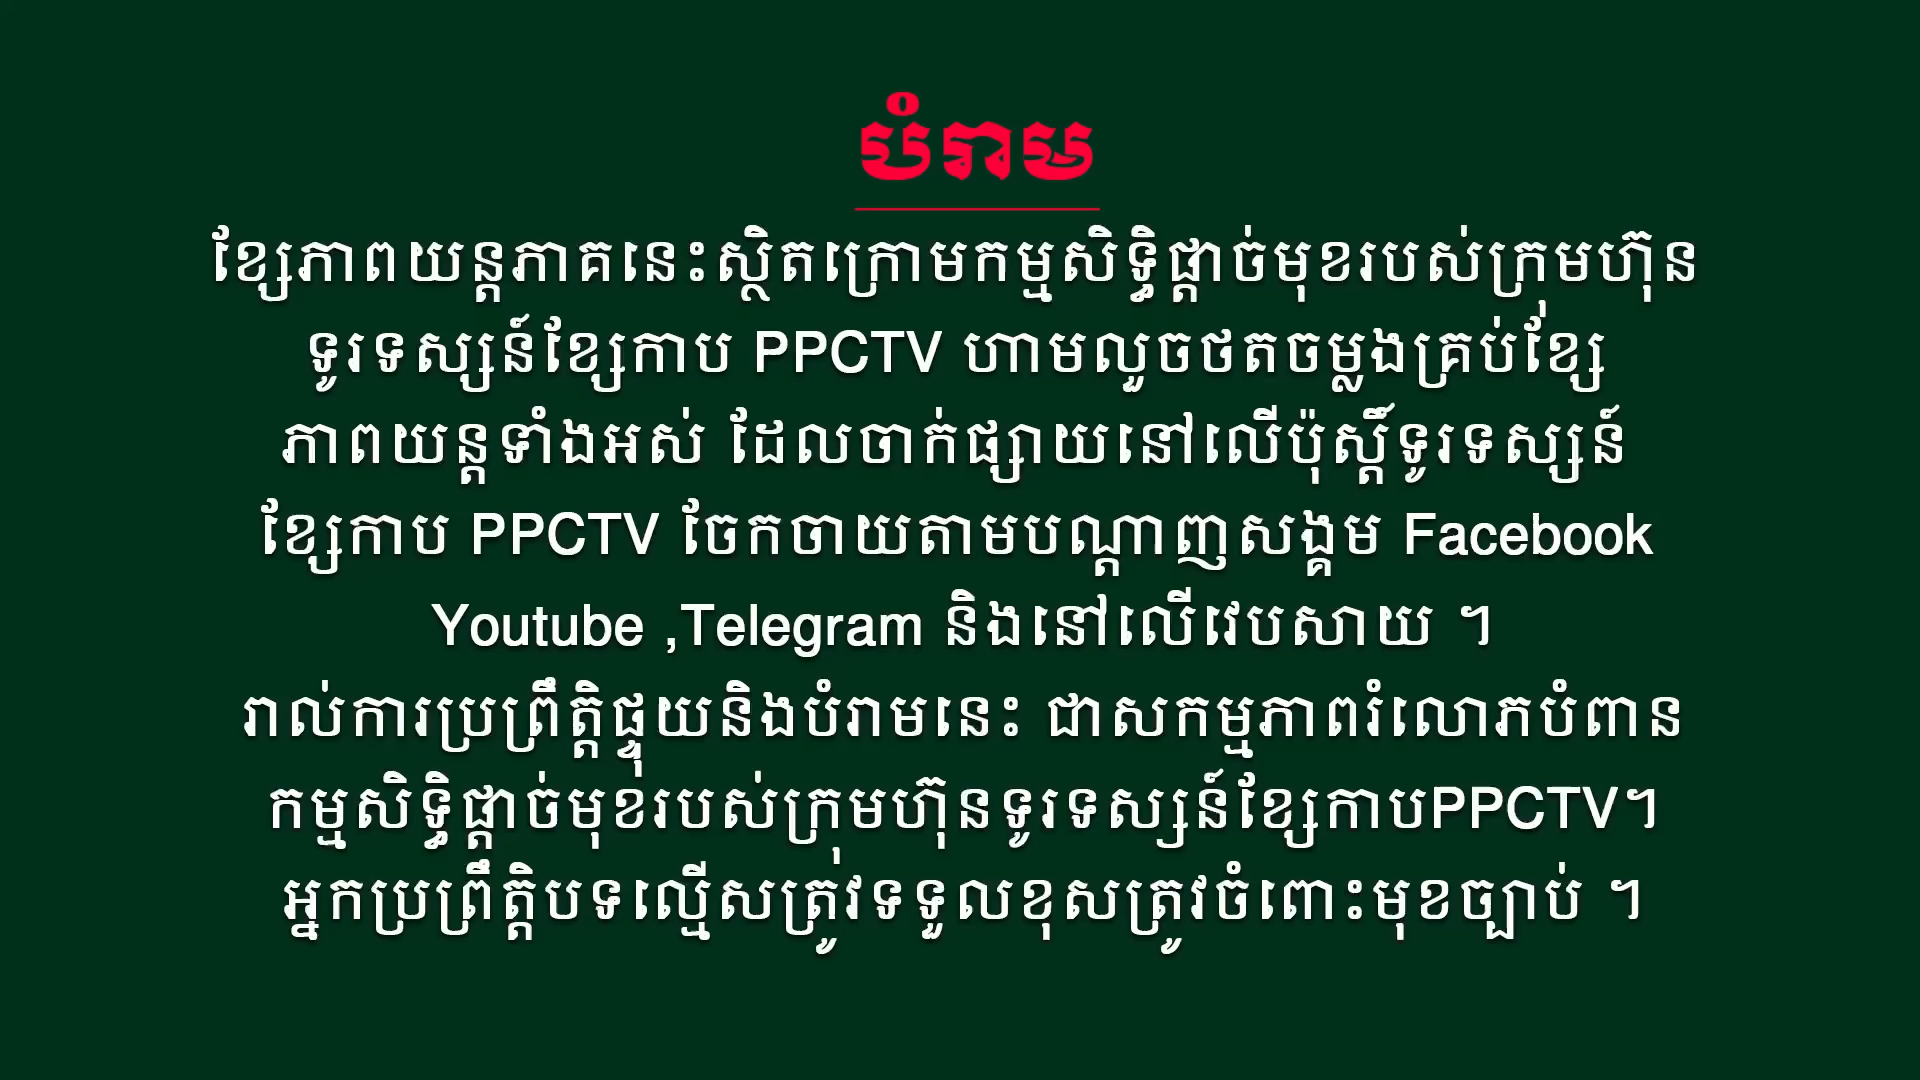 បំរាម
ខ្សែភាពយន្តភាគនេះស្ថិតក្រោមកម្មសិទ្ធិផ្តាច់មុខរបស់ក្រុមហ៊ុន
ទូរទស្សន៍ខ្សែកាប PPCTV ហាមលួចថតចម្លងគ្រប់ខ្សែ
ភាពយន្តទាំងអស់ ដែលចាក់ផ្សាយនៅលើប៉ុស្តិ៍ទូរទស្សន៍
ខ្សែកាប PPCTV ចែកចាយតាមបណ្តាញសង្គម Facebook
Youtube ,Telegram និងនៅលើវេបសាយ ។
រាល់ការប្រព្រឹត្តិផ្ទុយនិងបំរាមនេះ ជាសកម្មភាពរំលោភបំពាន
កម្មសិទ្ធិផ្តាច់មុខរបស់ក្រុមហ៊ុនទូរទស្សន៍ខ្សែកាបPPCTV។
អ្នកប្រព្រឹត្តិបទល្មើសត្រូវទទួលខុសត្រូវចំពោះមុខច្បាប់ ។